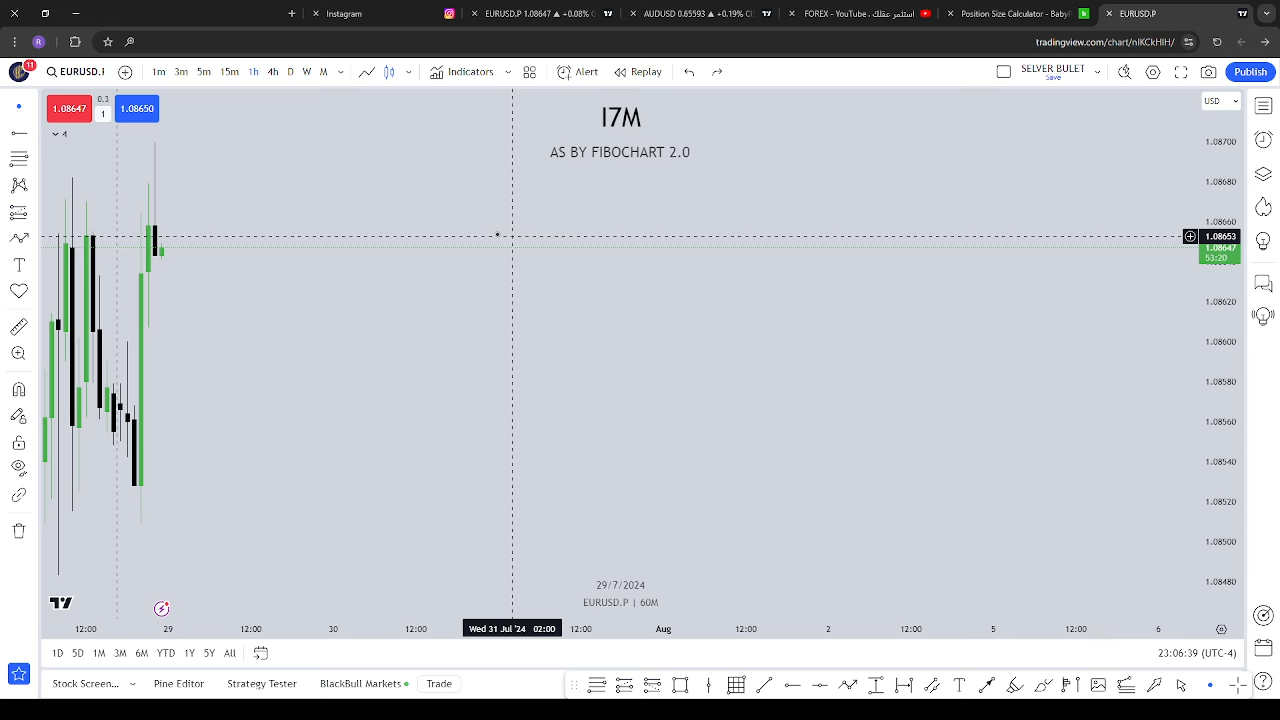 Instagram
EURUSD.P 1.08647 ▲ +0.08%
AUDUSD 0.65593 ▲ +0.19%
FOREX - YouTube
استثمر عقلك
Position Size Calculator - BabyP
EURUSD.P
R
tradingview.com/chart/nIKCkHIH/
11
EURUSD.P
1m 3m 5m 15m 1h 4h D W M
Indicators
Alert
Replay
SELVER BULET
Save
Publish
1.08647
0.3
1
1.08650
4
I7M
AS BY FIBOCHART 2.0
USD
1.08700
1.08680
1.08660
1.08653
1.08647
53:20
1.08620
1.08600
1.08580
1.08560
1.08540
1.08520
1.08500
1.08480
29/7/2024
EURUSD.P | 60M
12:00 29 12:00 30 12:00 Wed 31 Jul '24 02:00 12:00 Aug 12:00 2 12:00 5 12:00 6
1D 5D 1M 3M 6M YTD 1Y 5Y All
23:06:39 (UTC-4)
Stock Screen... Pine Editor Strategy Tester BlackBull Markets Trade